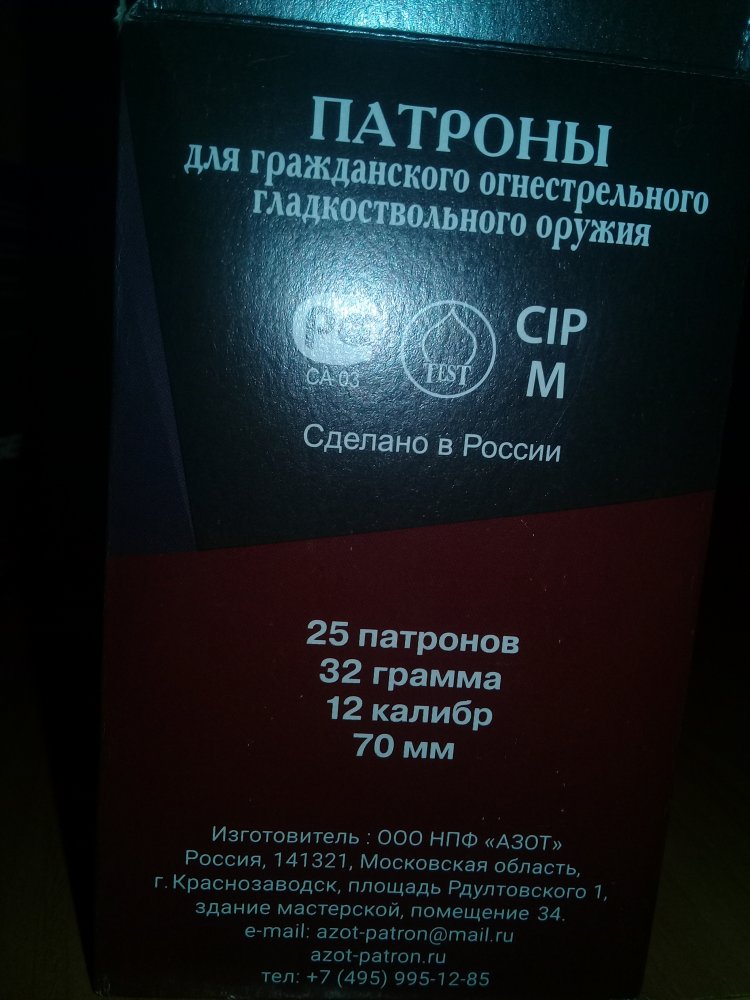 ПАТРОНЫ
для гражданского огнестрельного
гладкоствольного оружия
РС
СА 03
TEST
CIP
M
Сделано в России
25 патронов
32 грамма
12 калибр
70 мм
Изготовитель : ООО НПФ «АЗОТ»
Россия, 141321, Московская область,
г. Краснозаводск, площадь Рдултовского 1,
здание мастерской, помещение 34.
e-mail: azot-patron@mail.ru
azot-patron.ru
тел: +7 (495) 995-12-85